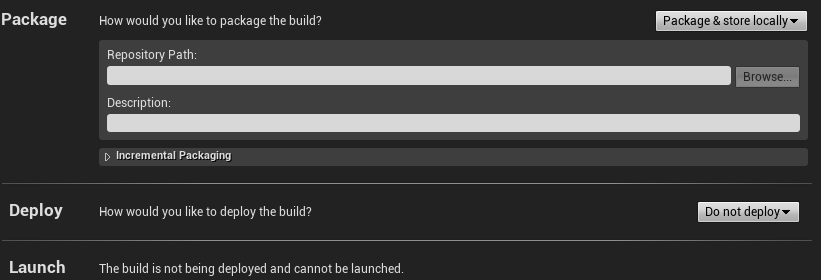 Package How would you like to package the build? Package & store locally
Repository Path:
Browse...
Description:
Incremental Packaging
Deploy How would you like to deploy the build? Do not deploy
Launch The build is not being deployed and cannot be launched.